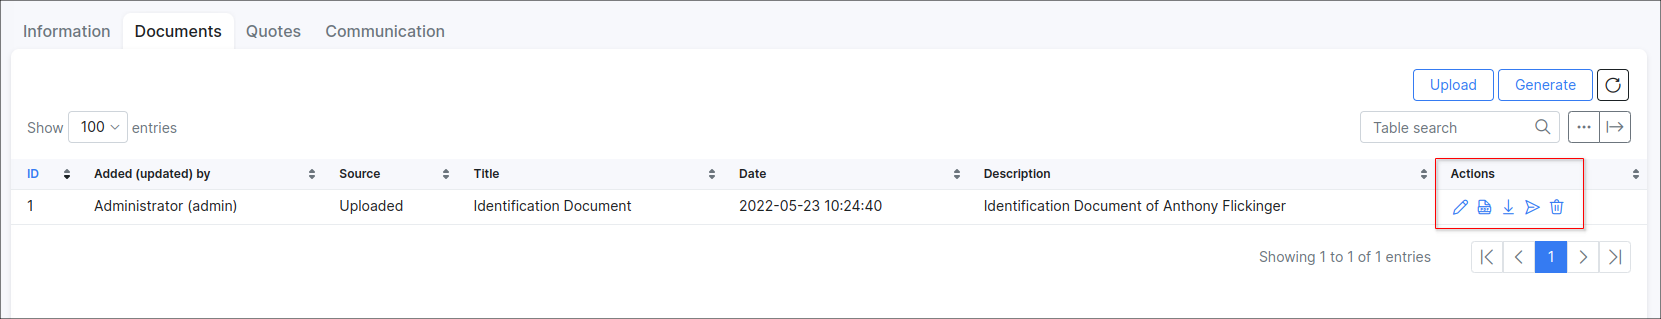 Information Documents Quotes Communication
Upload Generate
Show 100 entries Table search ...
ID Added (updated) by Source Title Date Description Actions
1 Administrator (admin) Uploaded Identification Document 2022-05-23 10:24:40 Identification Document of Anthony Flickinger
Showing 1 to 1 of 1 entries 1